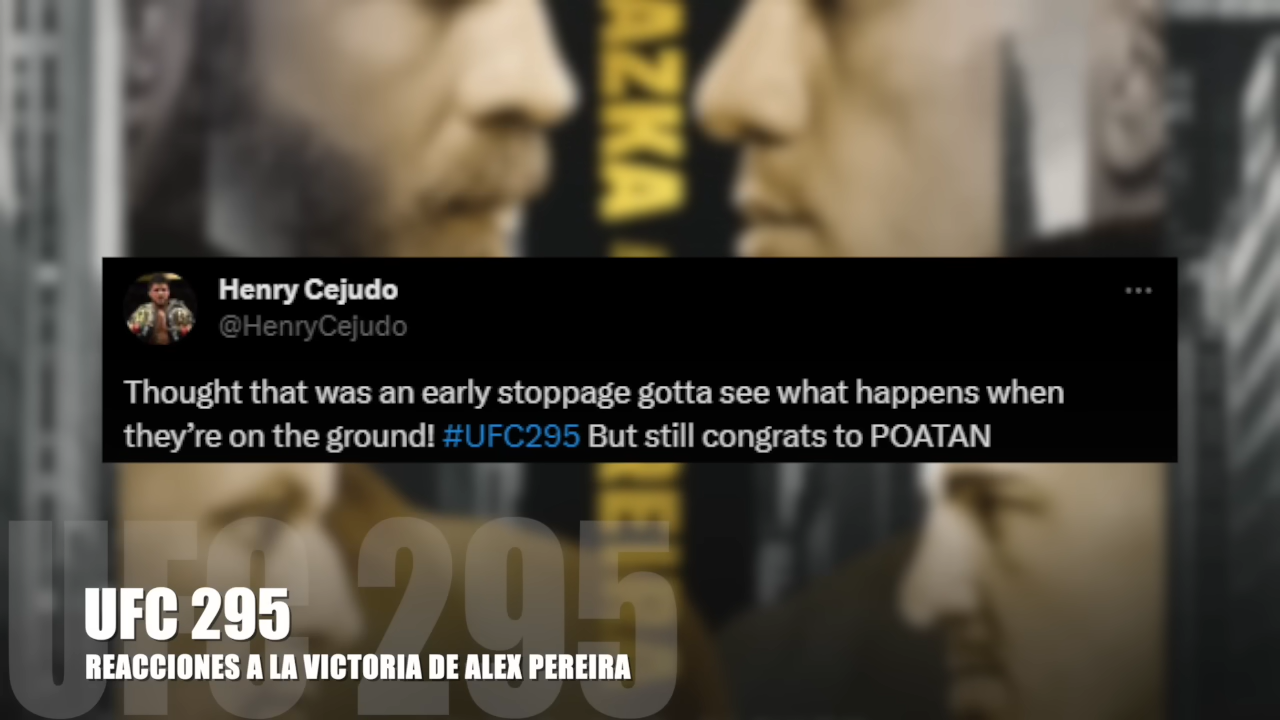 AZKA
Henry Cejudo
@HenryCejudo
Thought that was an early stoppage gotta see what happens when
they’re on the ground! #UFC295 But still congrats to POATAN
UFC 295
UFC 295
REACCIONES A LA VICTORIA DE ALEX PEREIRA